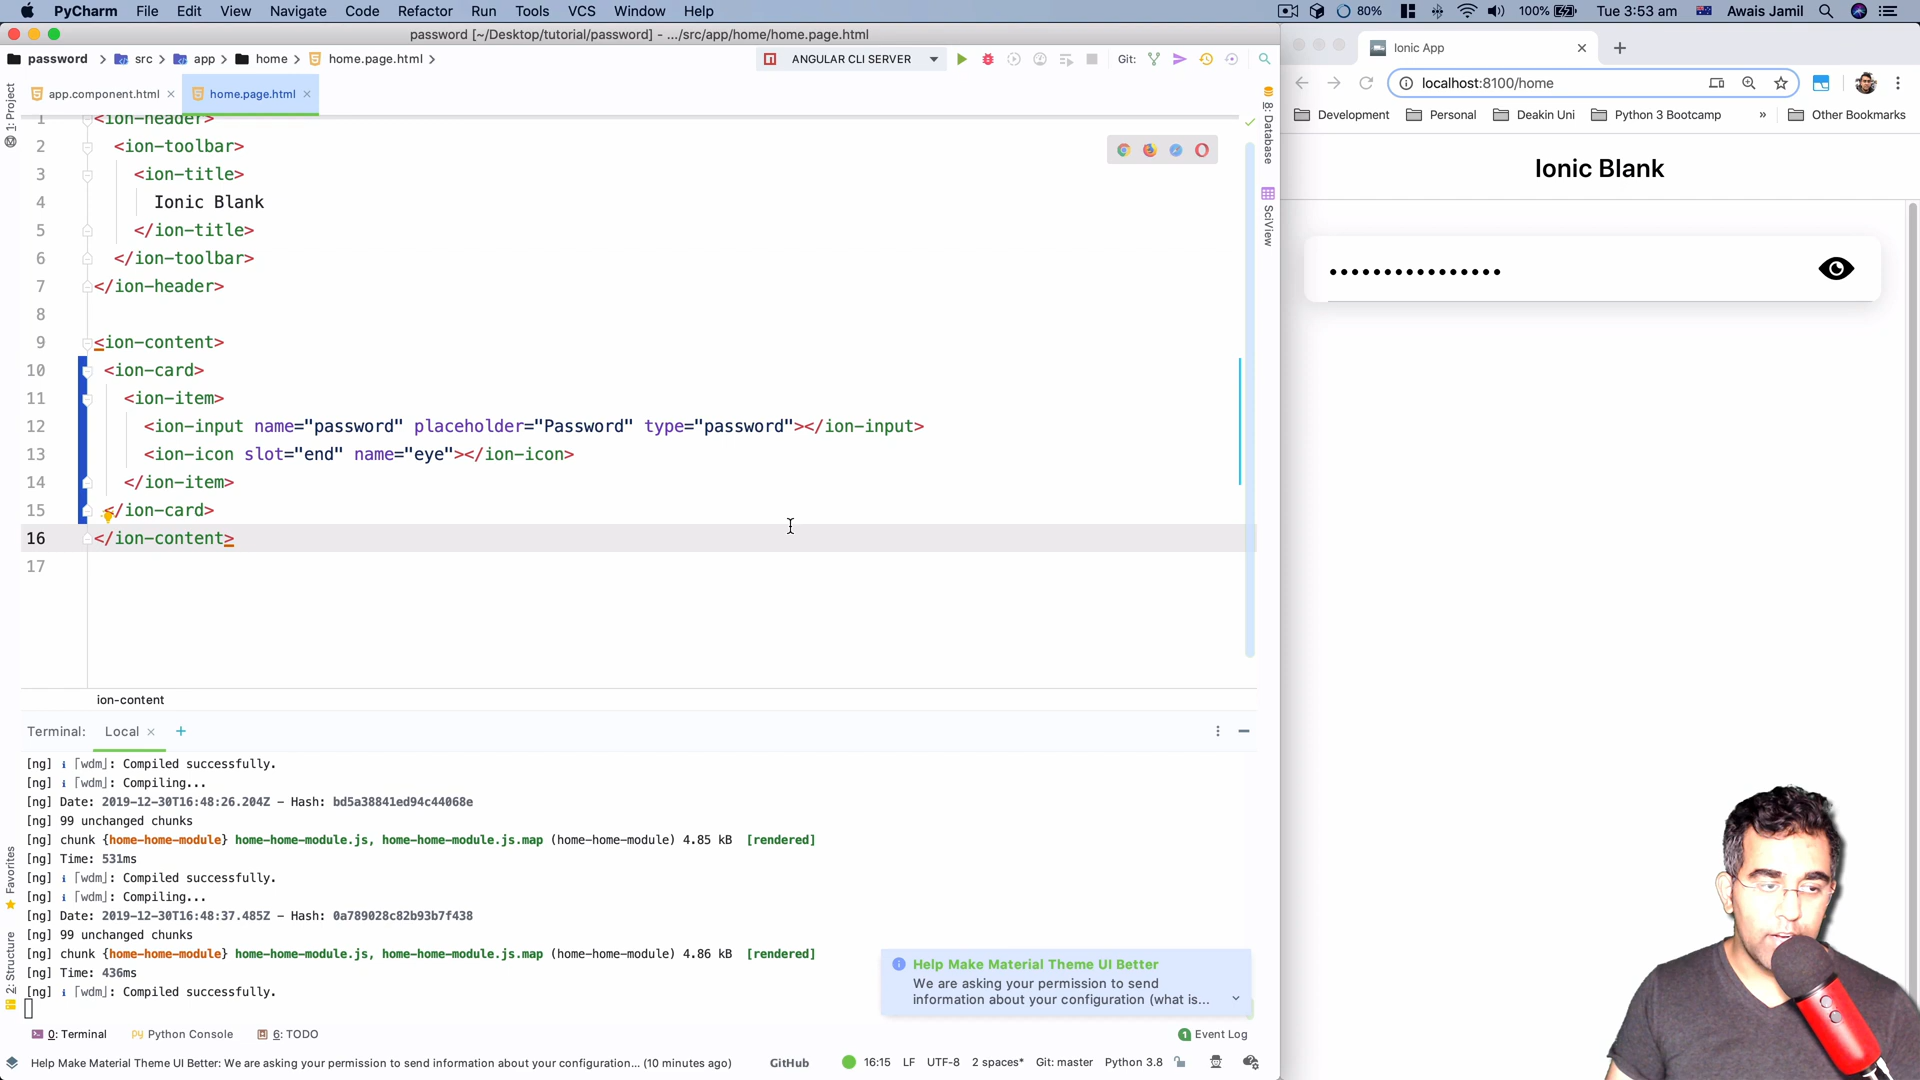 PyCharm File Edit View Navigate Code Refactor Run Tools VCS Window Help 80% 100% Tue 3:53 am Awais Jamil
password [~/Desktop/tutorial/password] - .../src/app/home/home.page.html
password src app home home.page.html ANGULAR CLI SERVER Git:
app.component.html home.page.html
1: Project
8: Database
SciView
1 <ion-header>
2 <ion-toolbar>
3 <ion-title>
4 Ionic Blank
5 </ion-title>
6 </ion-toolbar>
7 </ion-header>
8
9 <ion-content>
10 <ion-card>
11 <ion-item>
12 <ion-input name="password" placeholder="Password" type="password"></ion-input>
13 <ion-icon slot="end" name="eye"></ion-icon>
14 </ion-item>
15 </ion-card>
16 </ion-content>
17
ion-content
Terminal: Local
[ng] ℹ ｢wdm｣: Compiled successfully.
[ng] ℹ ｢wdm｣: Compiling...
[ng] Date: 2019-12-30T16:48:26.204Z - Hash: bd5a38841ed94c44068e
[ng] 99 unchanged chunks
[ng] chunk {home-home-module} home-home-module.js, home-home-module.js.map (home-home-module) 4.85 kB [rendered]
[ng] Time: 531ms
[ng] ℹ ｢wdm｣: Compiled successfully.
[ng] ℹ ｢wdm｣: Compiling...
[ng] Date: 2019-12-30T16:48:37.485Z - Hash: 0a789028c82b93b7f438
[ng] 99 unchanged chunks
[ng] chunk {home-home-module} home-home-module.js, home-home-module.js.map (home-home-module) 4.86 kB [rendered]
[ng] Time: 436ms
[ng] ℹ ｢wdm｣: Compiled successfully.
Favorites
2: Structure
Help Make Material Theme UI Better
We are asking your permission to send
information about your configuration (what is...
0: Terminal Python Console 6: TODO 1 Event Log
Help Make Material Theme UI Better: We are asking your permission to send information about your configuration... (10 minutes ago) GitHub 16:15 LF UTF-8 2 spaces* Git: master Python 3.8
Ionic App
localhost:8100/home
Development Personal Deakin Uni Python 3 Bootcamp » Other Bookmarks
Ionic Blank
••••••••••••••••